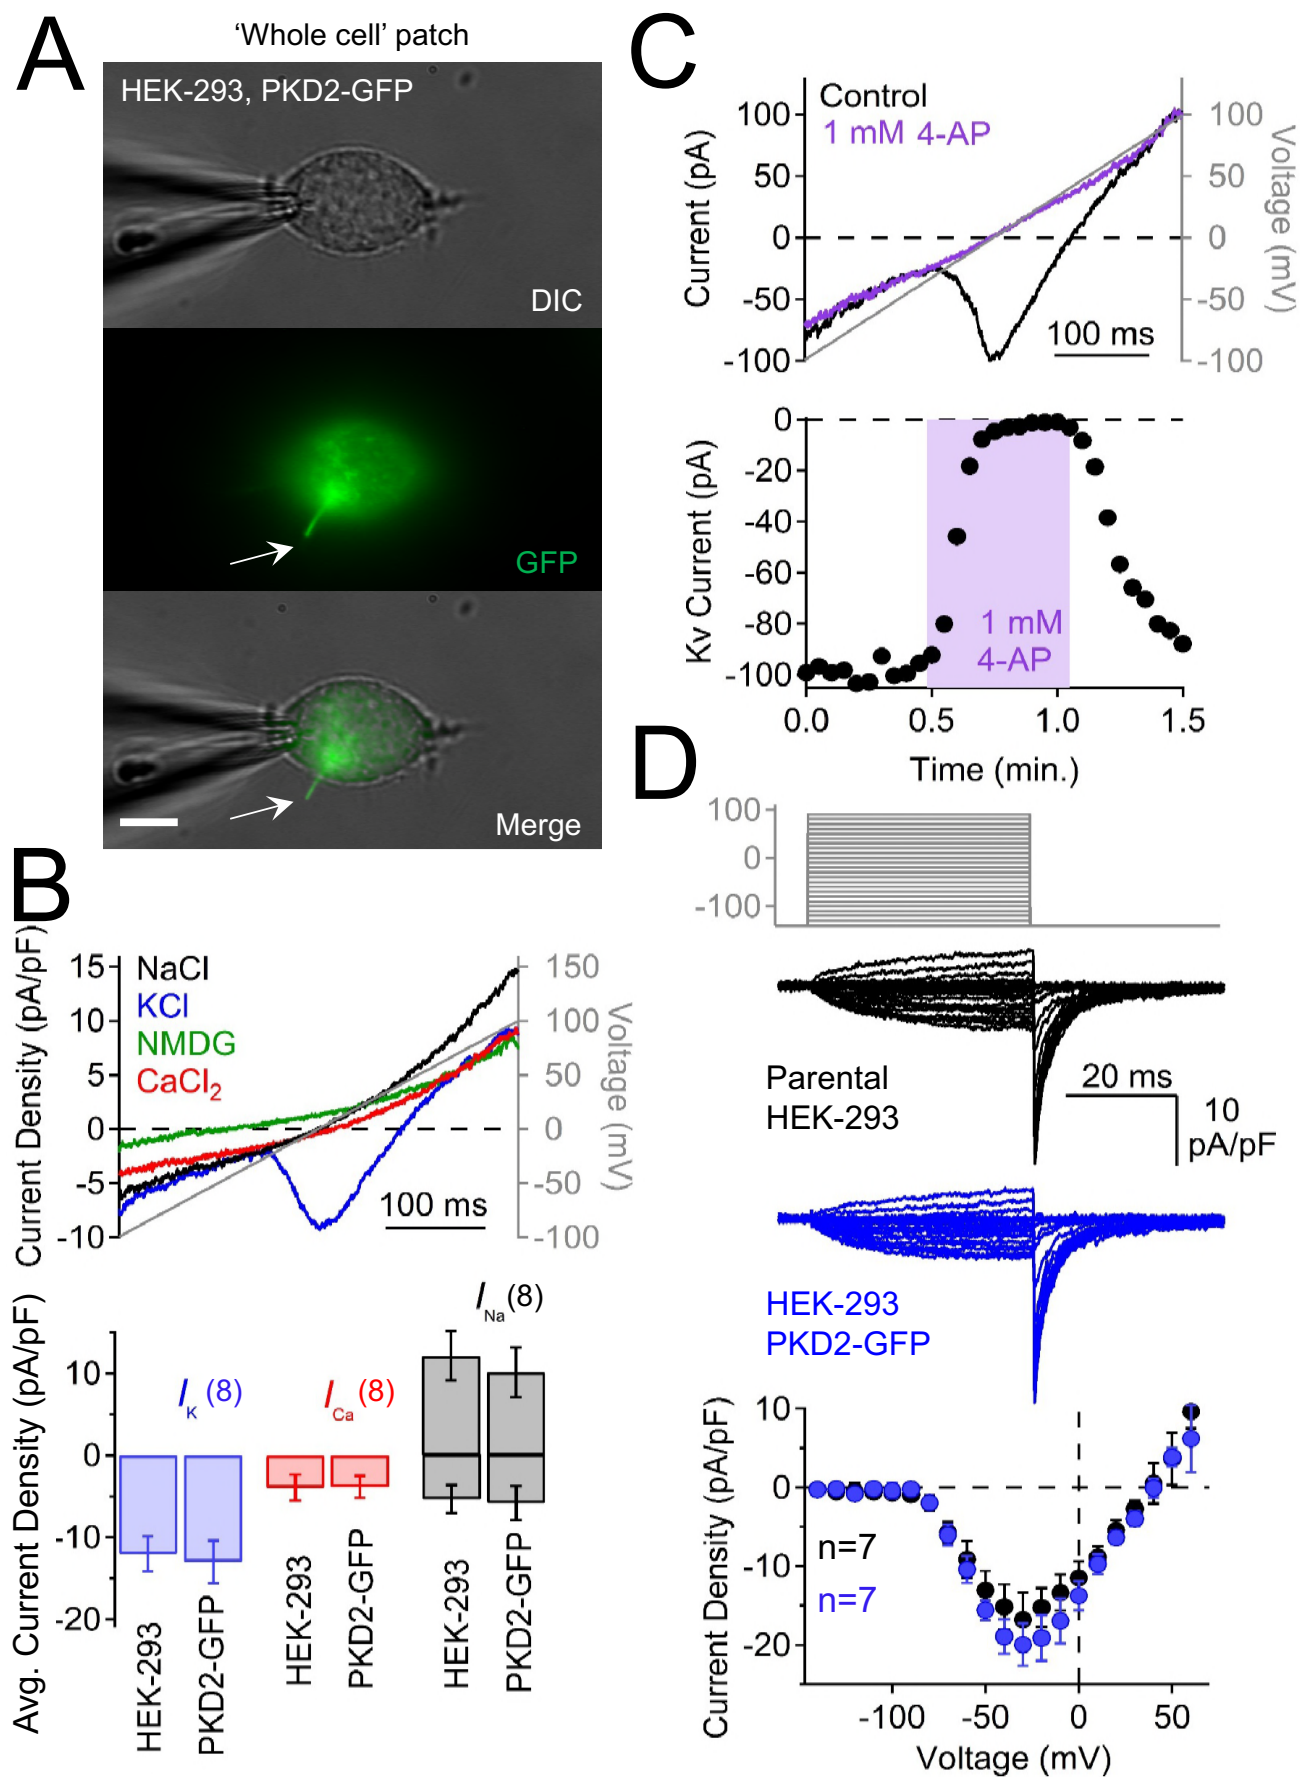 A
'Whole cell' patch
HEK-293, PKD2-GFP
DIC
GFP
Merge
B
Current Density (pA/pF)
15
10
5
0
-5
-10
NaCl
KCl
NMDG
CaCl₂
100 ms
150
100
50
0
-50
-100
Voltage (mV)
Avg. Current Density (pA/pF)
10
0
-10
-20
I K (8)
I Ca (8)
I Na (8)
HEK-293
PKD2-GFP
HEK-293
PKD2-GFP
HEK-293
PKD2-GFP
C
Current (pA)
100
50
0
-50
-100
Control
1 mM 4-AP
100 ms
100
50
0
-50
-100
Voltage (mV)
Kv Current (pA)
0
-20
-40
-60
-80
-100
1 mM
4-AP
0.0 0.5 1.0 1.5
Time (min.)
D
100
0
-100
Parental
HEK-293
20 ms
10
pA/pF
HEK-293
PKD2-GFP
Current Density (pA/pF)
10
0
-10
-20
n=7
n=7
-100 -50 0 50
Voltage (mV)